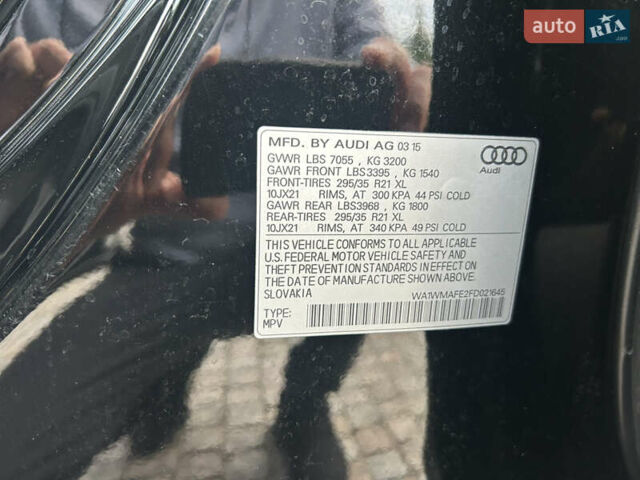 auto RIA .com
MFD. BY AUDI AG 03 15
GVWR LBS 7055 , KG 3200
GAWR FRONT LBS3395 , KG 1540
FRONT-TIRES 295/35 R21 XL
10JX21 RIMS, AT 300 KPA 44 PSI COLD
GAWR REAR LBS3968 , KG 1800
REAR-TIRES 295/35 R21 XL
10JX21 RIMS, AT 340 KPA 49 PSI COLD
Audi
THIS VEHICLE CONFORMS TO ALL APPLICABLE
U.S. FEDERAL MOTOR VEHICLE SAFETY AND
THEFT PREVENTION STANDARDS IN EFFECT ON
THE DATE OF MANUFACTURE SHOWN ABOVE.
SLOVAKIA
WA1WMAFE2FD021645
TYPE:
MPV